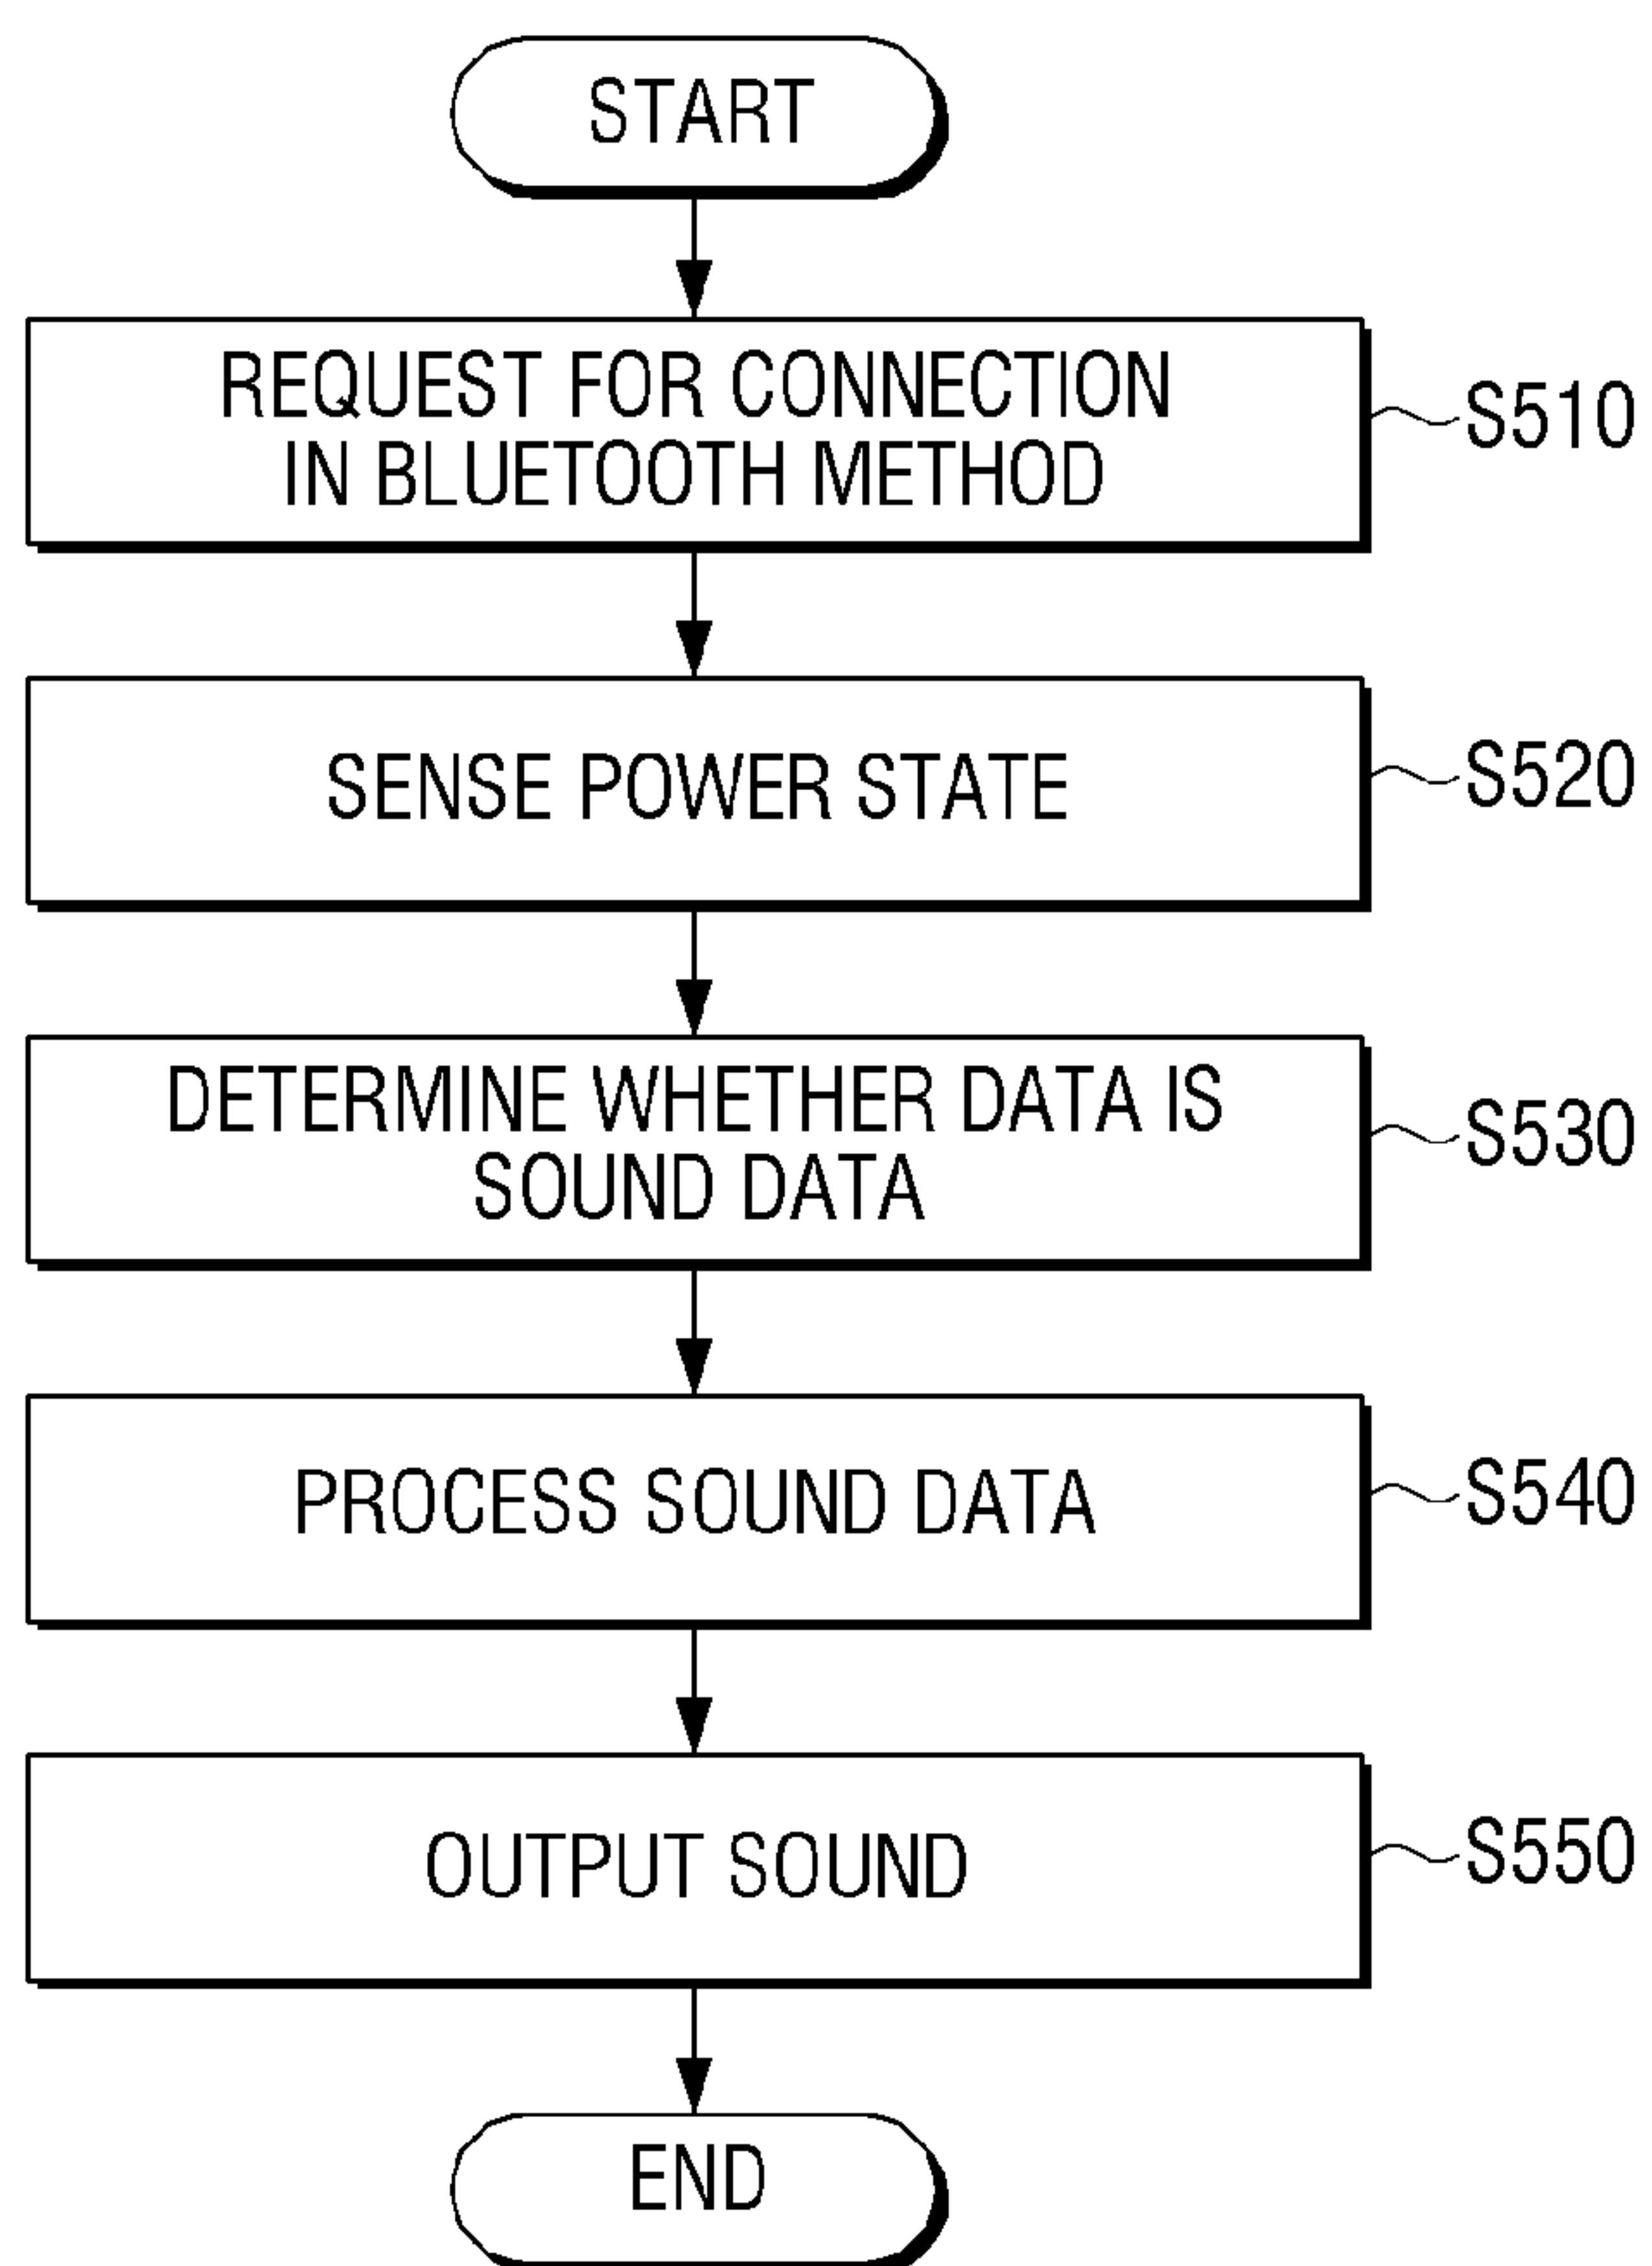 START
REQUEST FOR CONNECTION
IN BLUETOOTH METHOD
S510
SENSE POWER STATE
S520
DETERMINE WHETHER DATA IS
SOUND DATA
S530
PROCESS SOUND DATA
S540
OUTPUT SOUND
S550
END